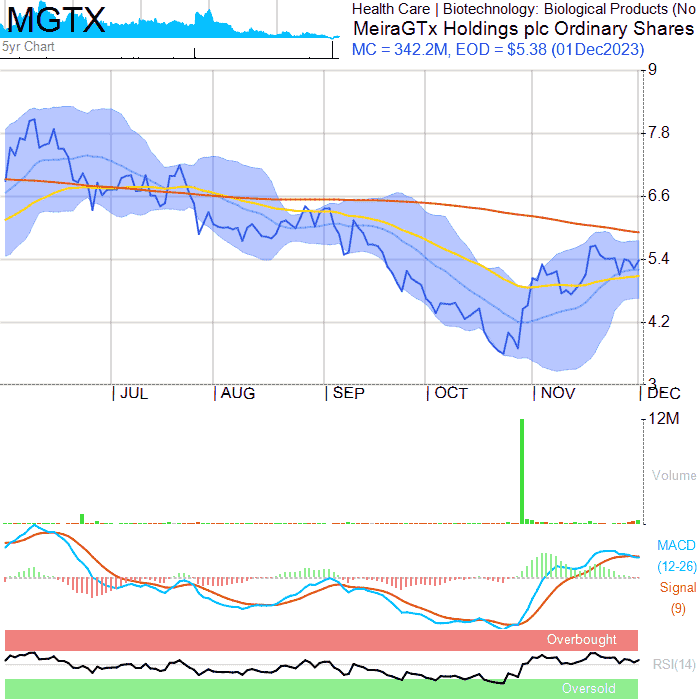 MGTX
5yr Chart
Health Care | Biotechnology: Biological Products (No
MeiraGTx Holdings plc Ordinary Shares
MC = 342.2M, EOD = $5.38 (01Dec2023)
9
7.8
6.6
5.4
4.2
3
JUL
AUG
SEP
OCT
NOV
DEC
12M
Volume
MACD
(12-26)
Signal
(9)
Overbought
RSI(14)
Oversold